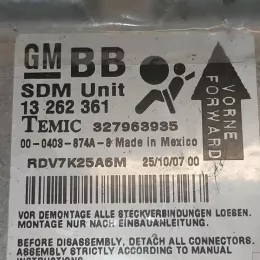 GM BB
SDM Unit
13 262 361
TEMIC 327963935
00-0403-874A-8 Made in Mexico
RDV7K25A6M 25/10/07 00
VORNE
FORWARD
VOR DEMONTAGE ALLE STECKVERBINDUNGEN LOESEN.
MONTAGE NUR NACH EINBAUANLEITUNG.
BEFORE DISASSEMBLY, DETACH ALL CONNECTORS.
ASSEMBLY STRICTLY ACCORDING TO MANUAL
INSTRUCTIONS